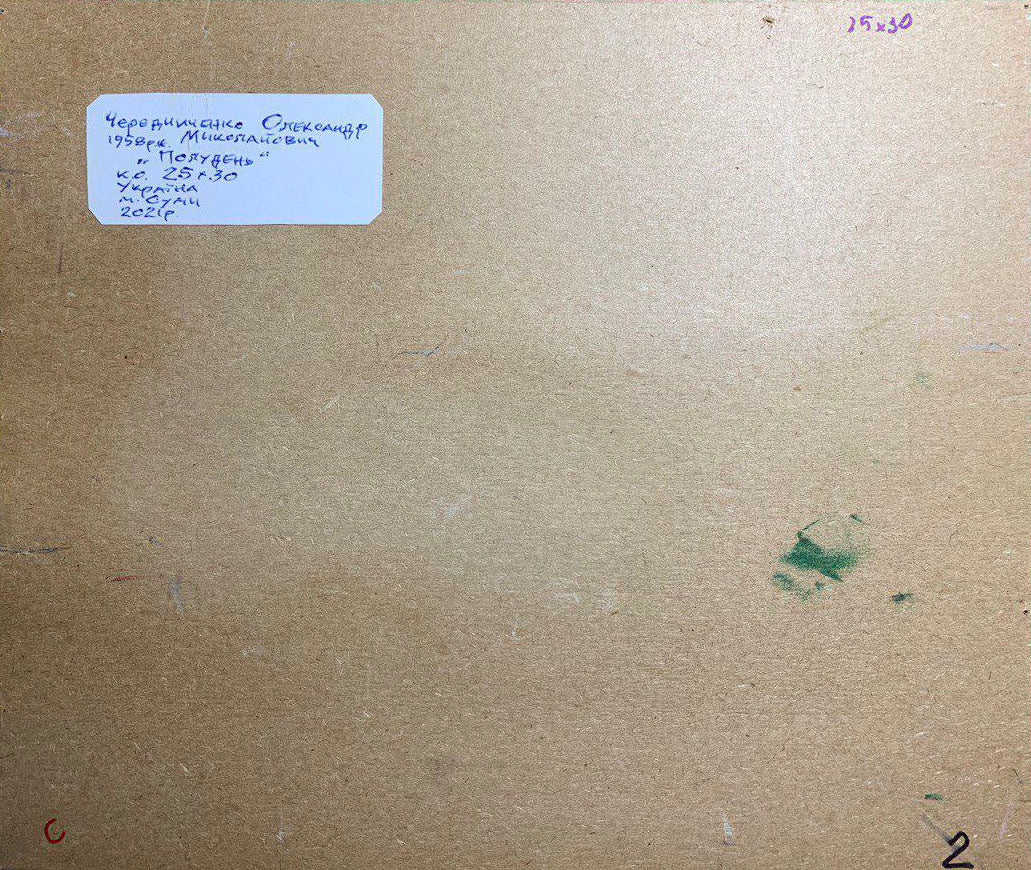 25x30
Чередниченко Олександр
1958р.н. Миколайович
„Полудень“
к.о. 25х30
Україна
м. Суми
2021р.
С
2